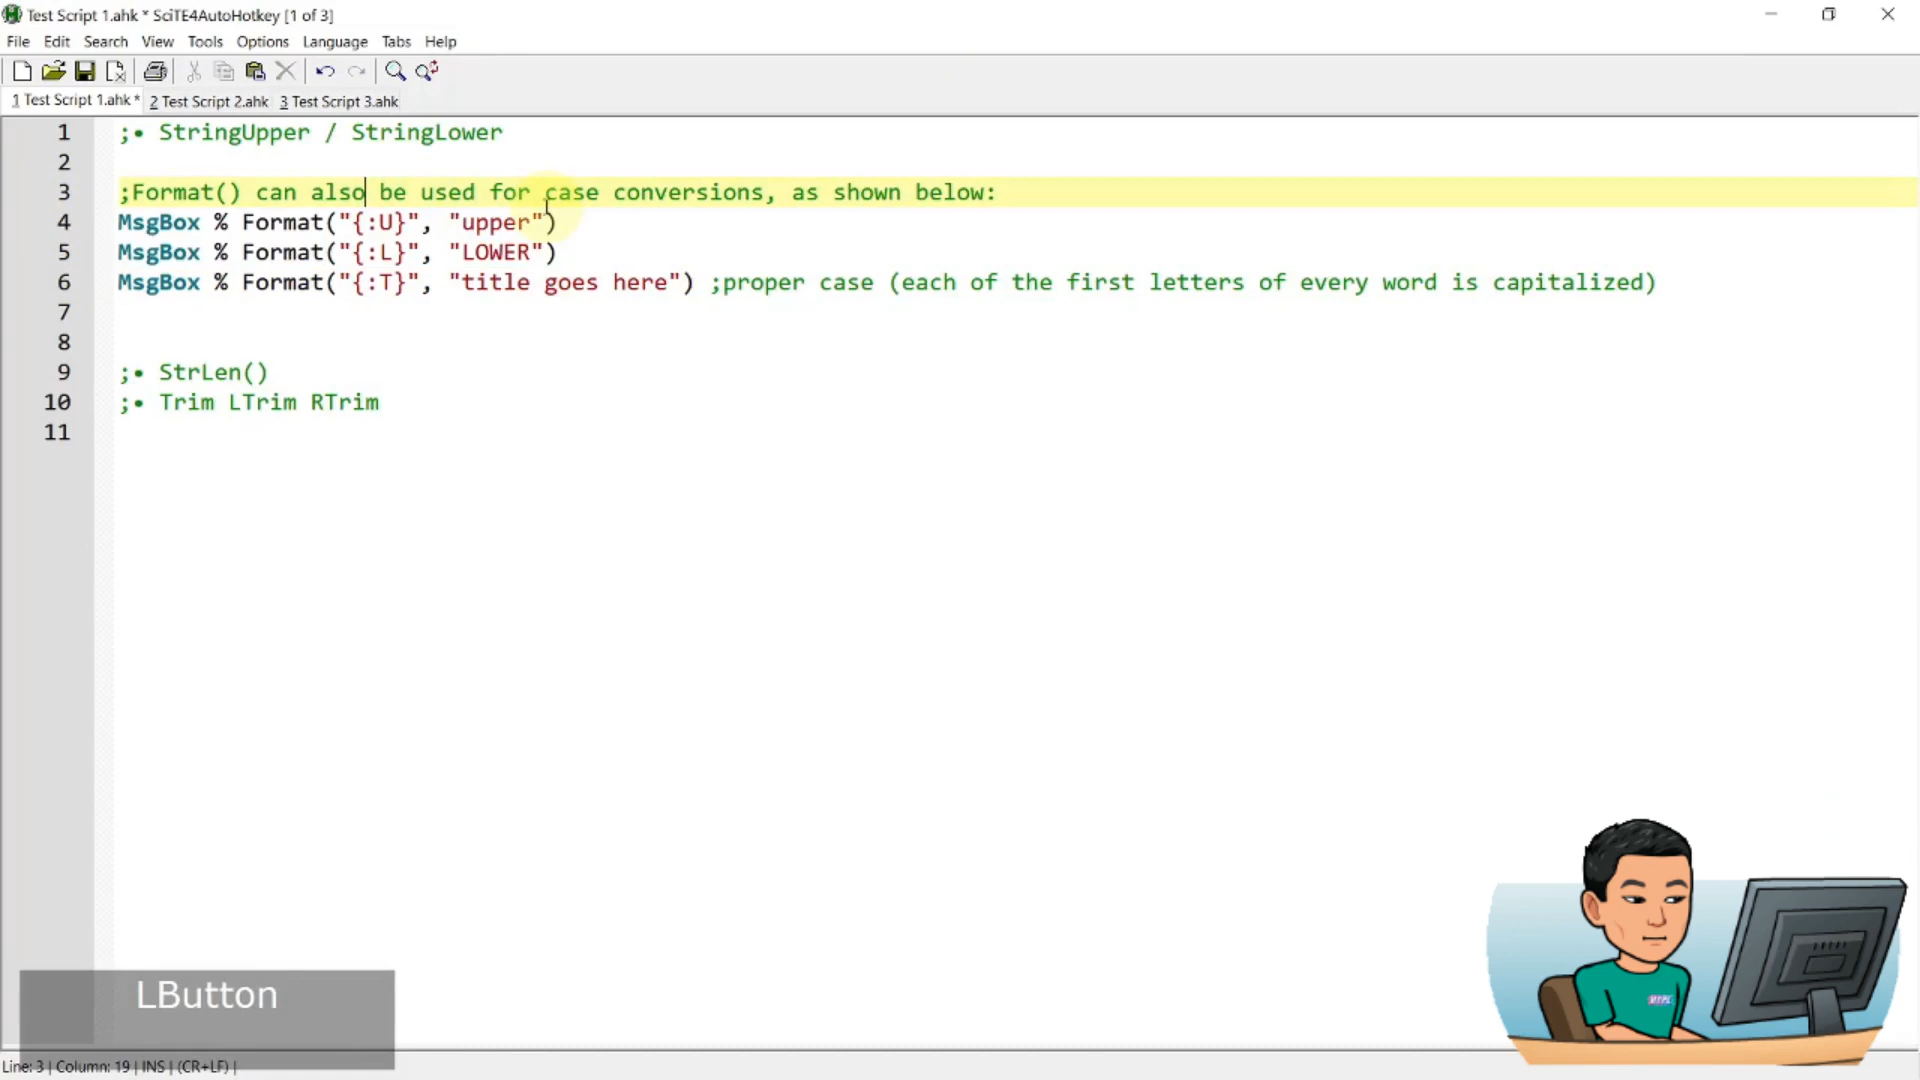 Test Script 1.ahk * SciTE4AutoHotkey [1 of 3]
File Edit Search View Tools Options Language Tabs Help
1 Test Script 1.ahk * 2 Test Script 2.ahk 3 Test Script 3.ahk
1 ;• StringUpper / StringLower
2
3 ;Format() can also be used for case conversions, as shown below:
4 MsgBox % Format("{:U}", "upper")
5 MsgBox % Format("{:L}", "LOWER")
6 MsgBox % Format("{:T}", "title goes here") ;proper case (each of the first letters of every word is capitalized)
7
8
9 ;• StrLen()
10 ;• Trim LTrim RTrim
11
LButton
Line: 3 | Column: 19 | INS | (CR+LF) |